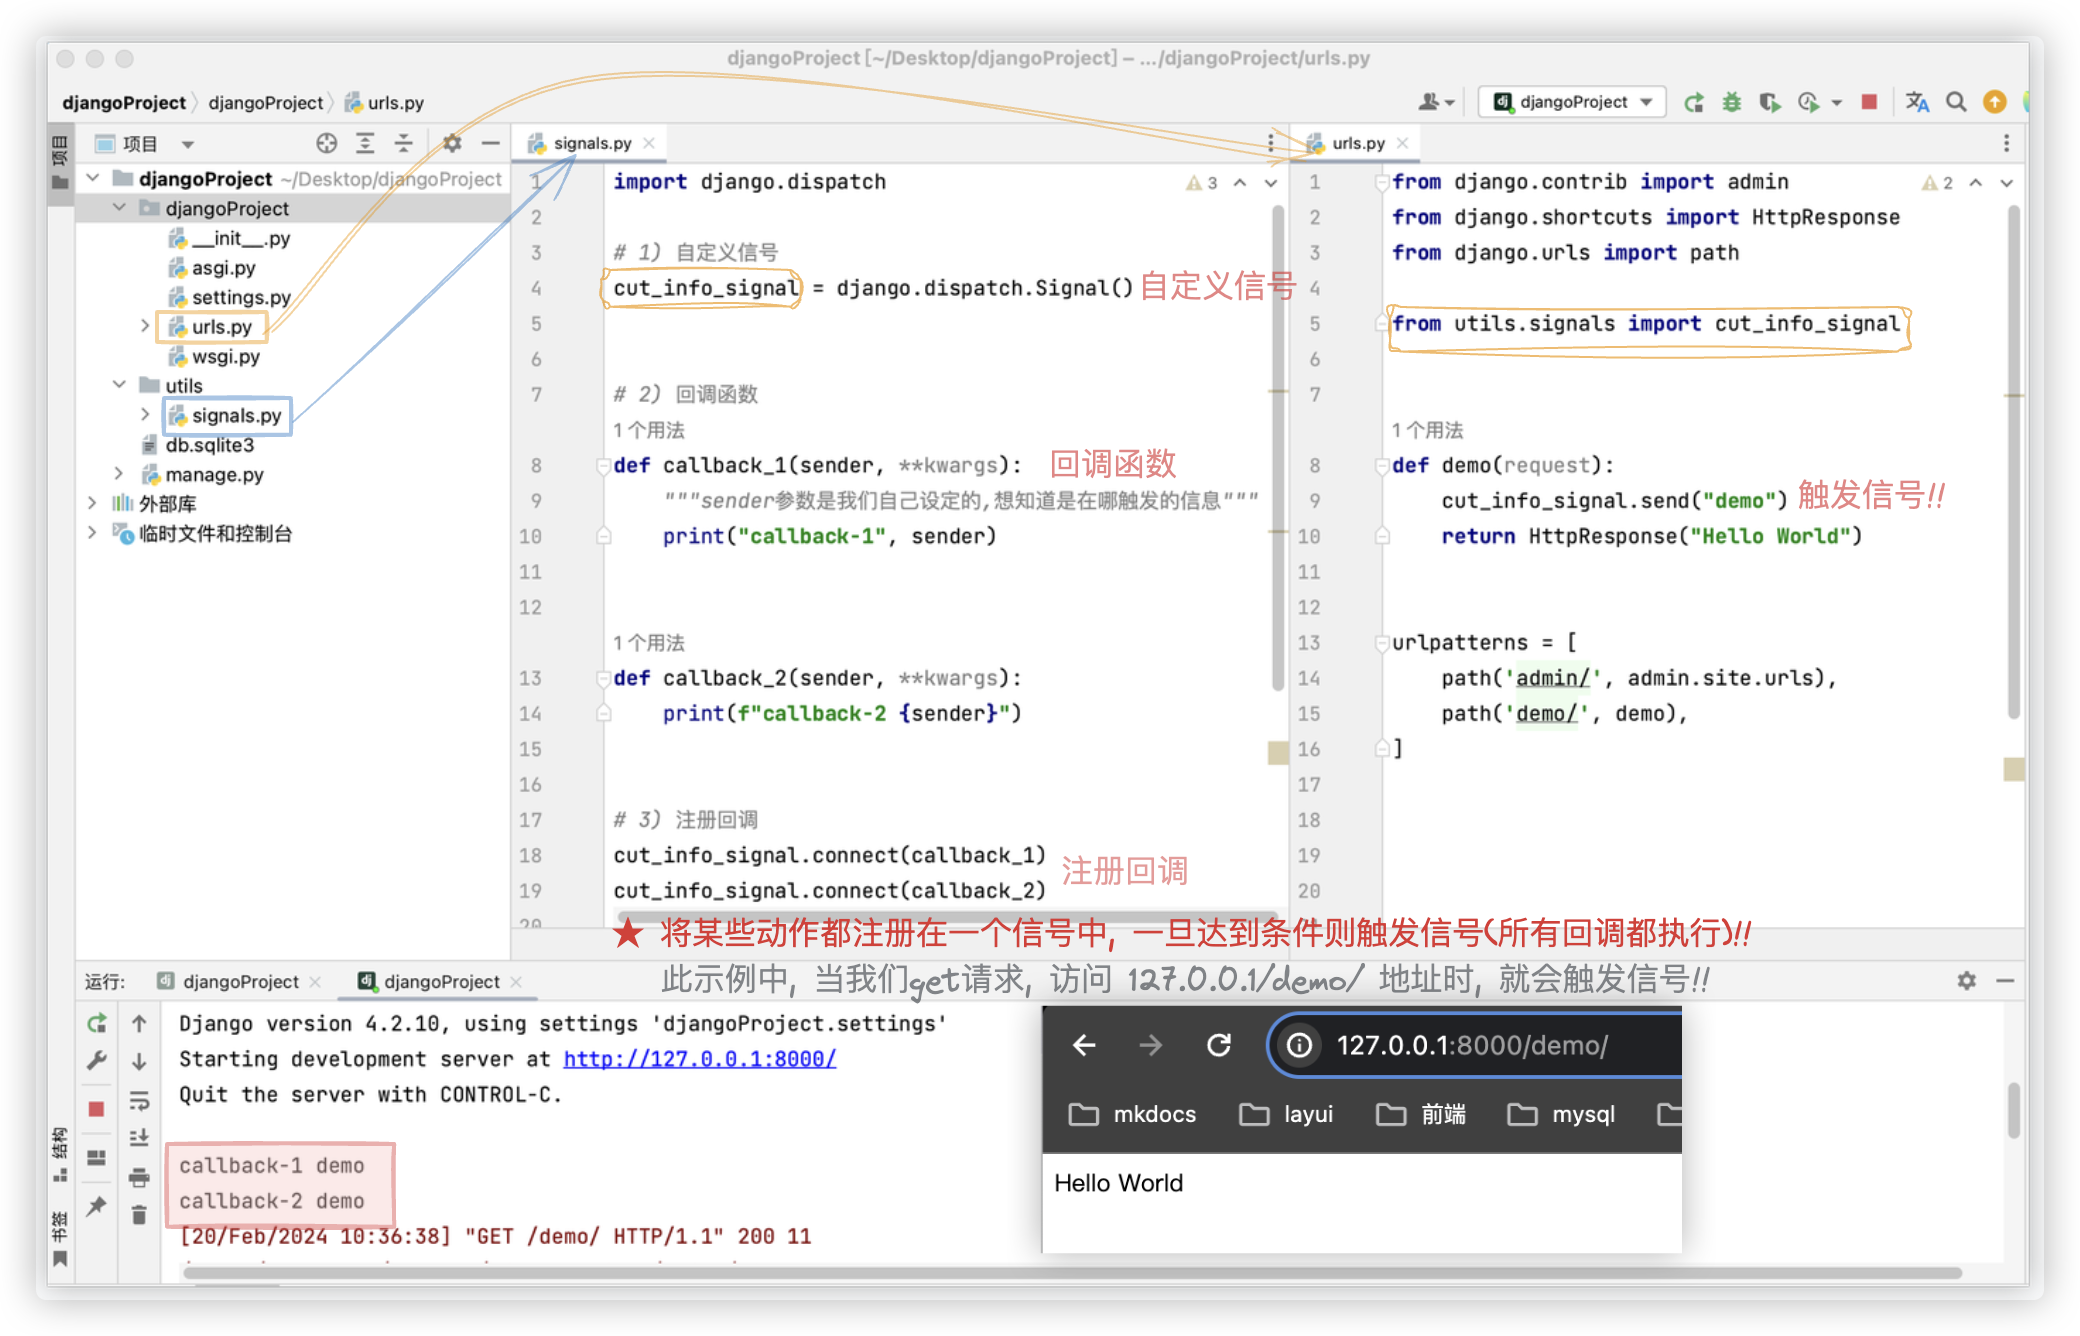 djangoProject [~/Desktop/djangoProject] – .../djangoProject/urls.py
djangoProject djangoProject urls.py
djangoProject
项目
项目
djangoProject ~/Desktop/djangoProject
djangoProject
__init__.py
asgi.py
settings.py
urls.py
wsgi.py
utils
signals.py
db.sqlite3
manage.py
外部库
临时文件和控制台
signals.py
3
1 import django.dispatch
2
3 # 1) 自定义信号
4 cut_info_signal = django.dispatch.Signal() 自定义信号
5
6
7 # 2) 回调函数
1个用法
8 def callback_1(sender, **kwargs): 回调函数
9 """sender参数是我们自己设定的,想知道是在哪触发的信息"""
10 print("callback-1", sender)
11
12
1个用法
13 def callback_2(sender, **kwargs):
14 print(f"callback-2 {sender}")
15
16
17 # 3) 注册回调
18 cut_info_signal.connect(callback_1)
注册回调
19 cut_info_signal.connect(callback_2)
20
urls.py
2
1 from django.contrib import admin
2 from django.shortcuts import HttpResponse
3 from django.urls import path
4
5 from utils.signals import cut_info_signal
6
7
1个用法
8 def demo(request):
9 cut_info_signal.send("demo") 触发信号!!
10 return HttpResponse("Hello World")
11
12
13 urlpatterns = [
14 path('admin/', admin.site.urls),
15 path('demo/', demo),
16 ]
17
18
19
20
★ 将某些动作都注册在一个信号中, 一旦达到条件则触发信号(所有回调都执行)!!
此示例中, 当我们get请求, 访问 127.0.0.1/demo/ 地址时, 就会触发信号!!
运行: djangoProject djangoProject
Django version 4.2.10, using settings 'djangoProject.settings'
Starting development server at http://127.0.0.1:8000/
Quit the server with CONTROL-C.
callback-1 demo
callback-2 demo
[20/Feb/2024 10:36:38] "GET /demo/ HTTP/1.1" 200 11
结构
书签
127.0.0.1:8000/demo/
mkdocs layui 前端 mysql
Hello World